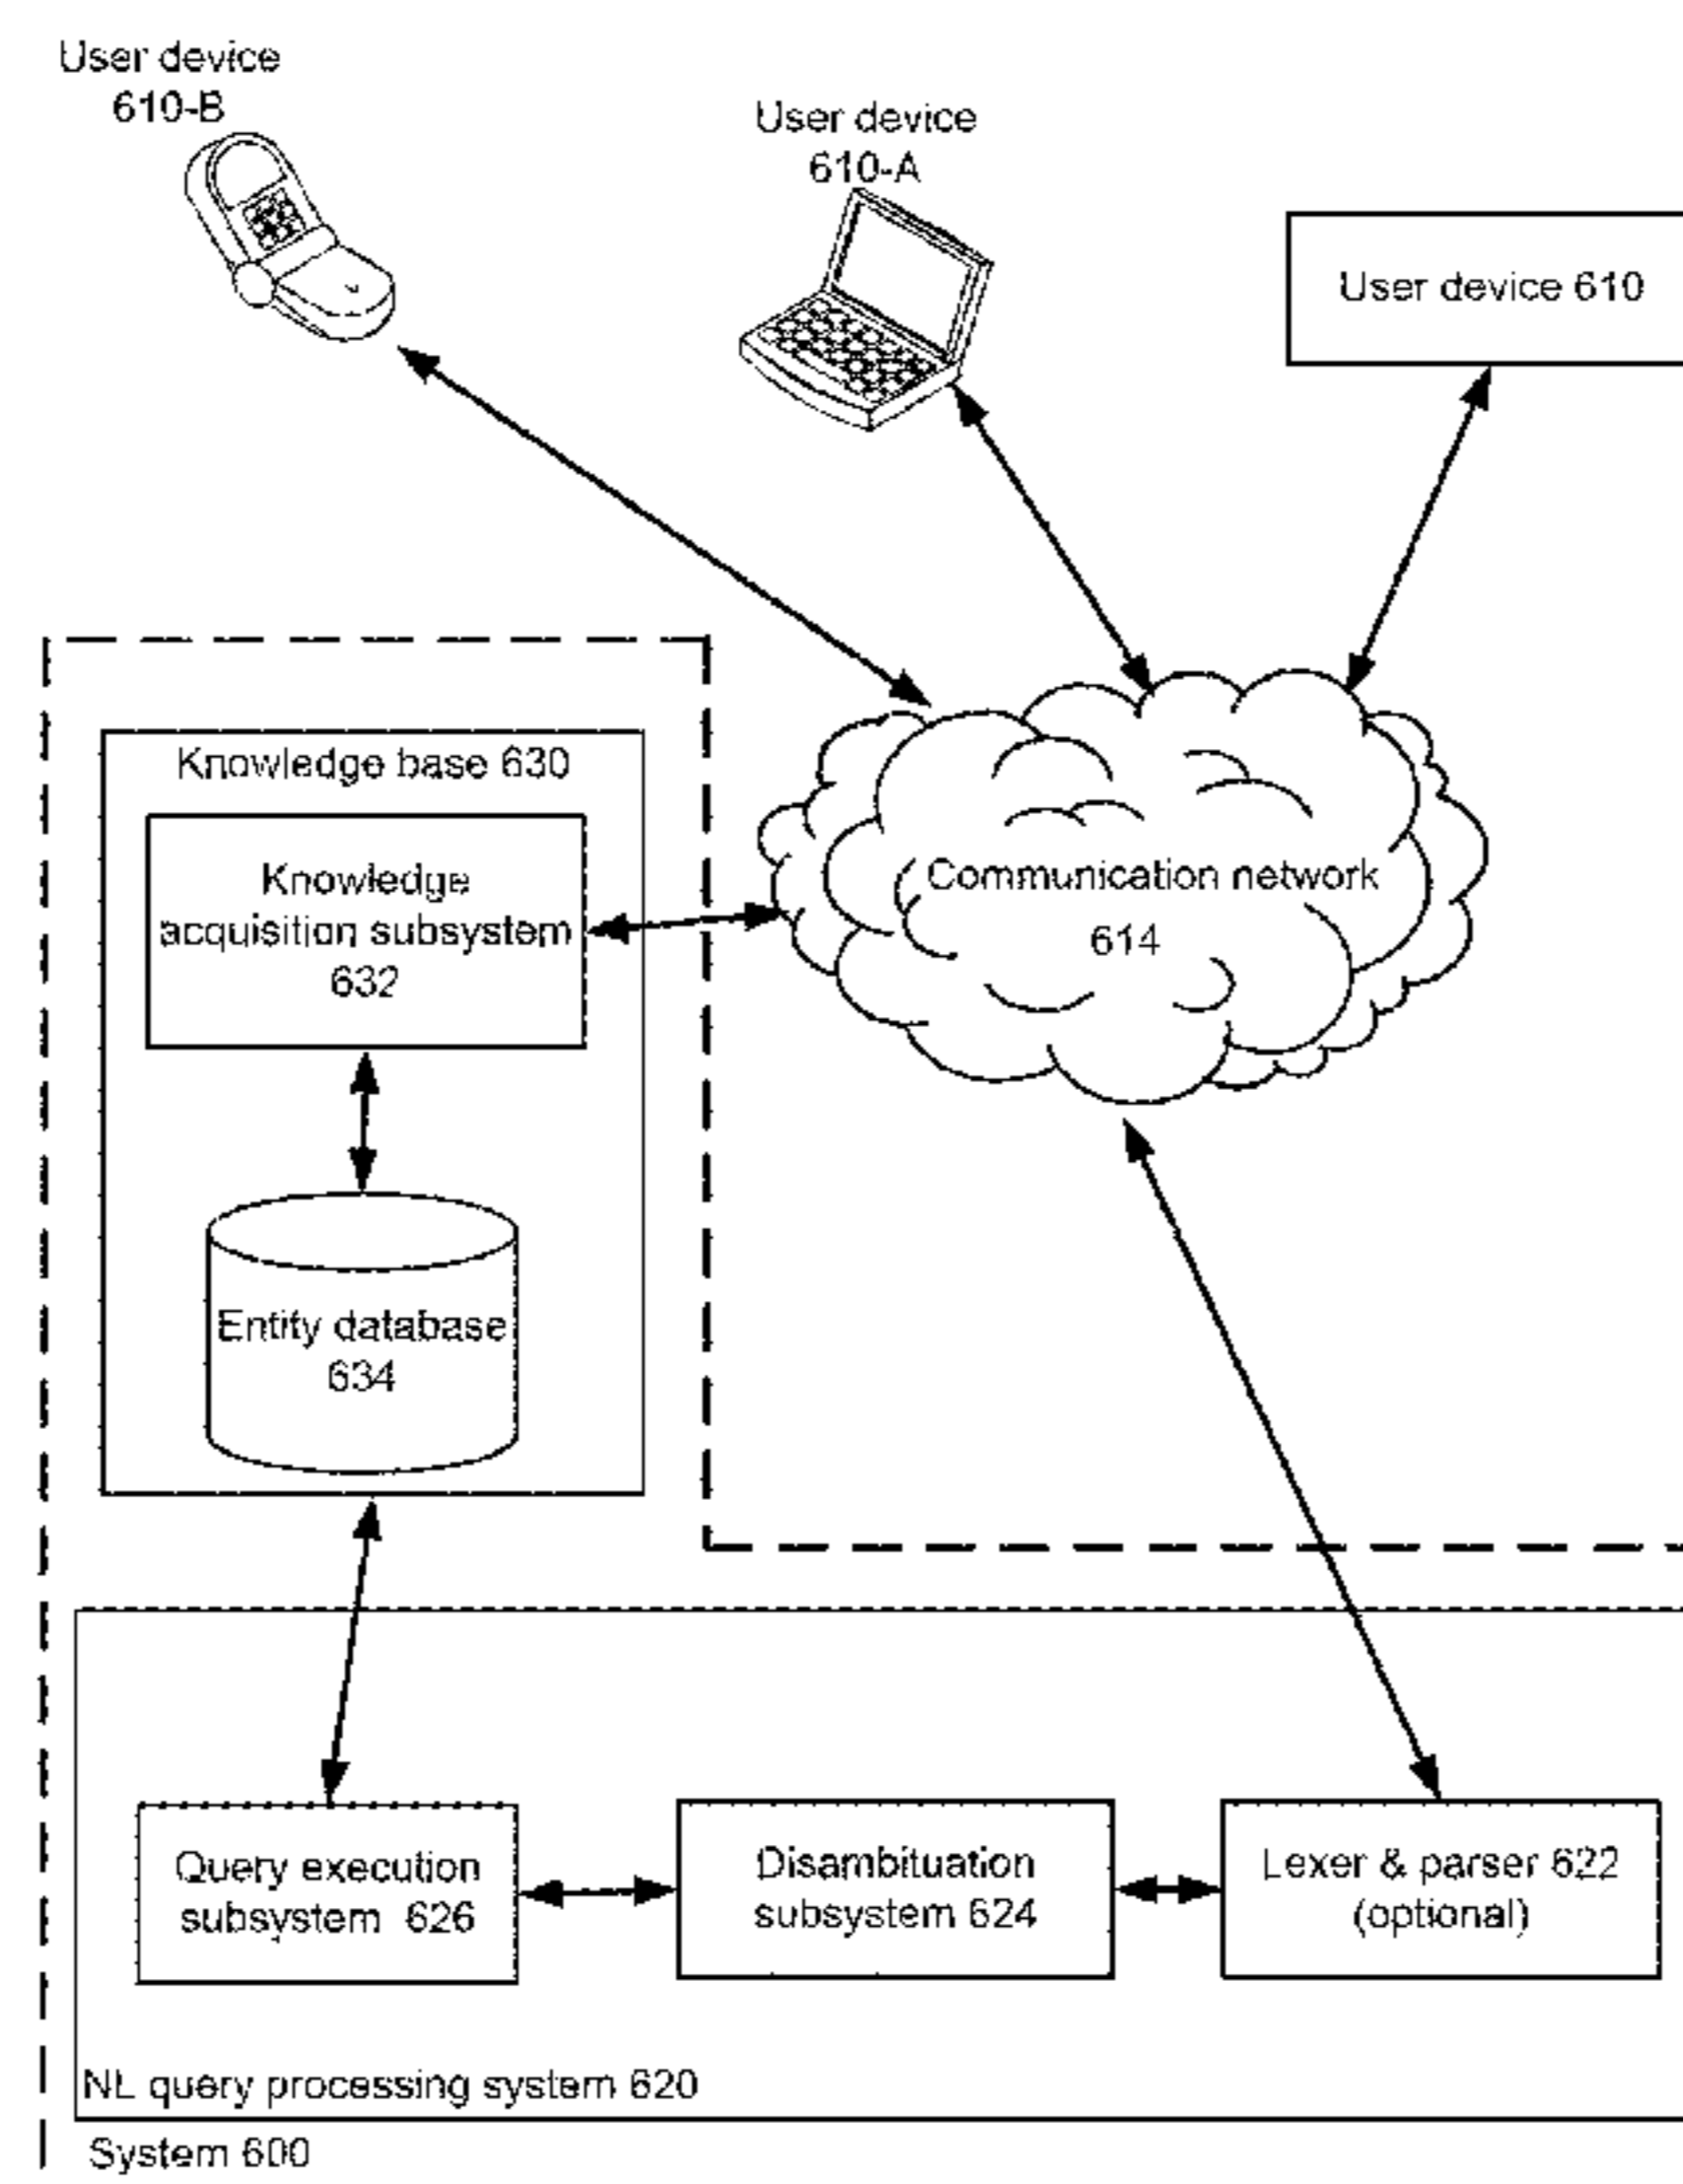 User device
610-B
User device
610-A
User device 610
Knowledge base 630
Knowledge
acquisition subsystem
632
Communication network
614
Entity database
634
Query execution
subsystem 626
Disambituation
subsystem 624
Lexer & parser 622
(optional)
NL query processing system 620
System 600